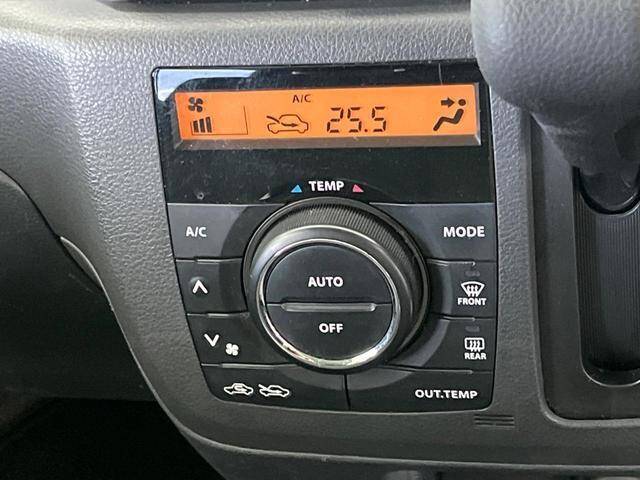 A/C
25.5
TEMP
A/C
MODE
AUTO
OFF
FRONT
REAR
OUT.TEMP